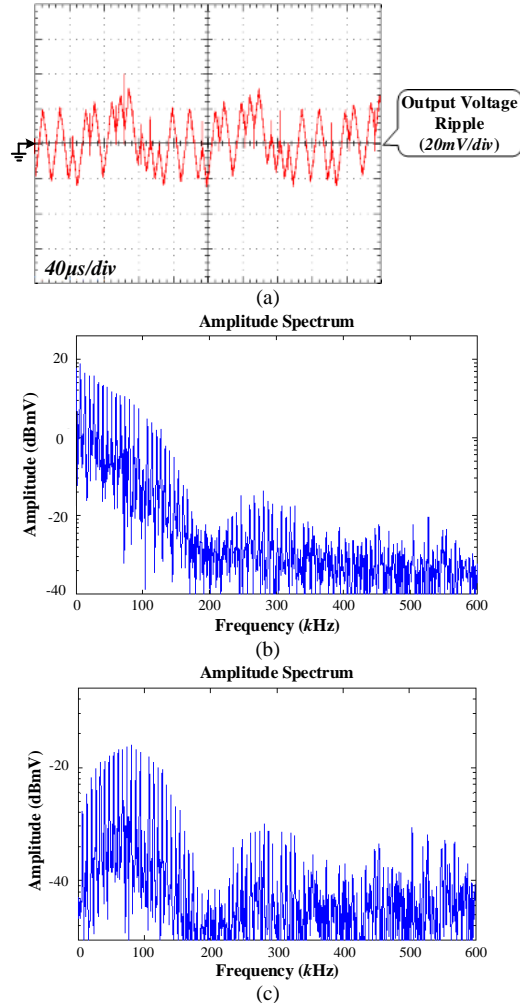 Output Voltage
Ripple
(20mV/div)
40μs/div
(a)
Amplitude Spectrum
Amplitude (dBmV)
20
0
-20
-40
0 100 200 300 400 500 600
Frequency (kHz)
(b)
Amplitude Spectrum
Amplitude (dBmV)
-20
-40
0 100 200 300 400 500 600
Frequency (kHz)
(c)